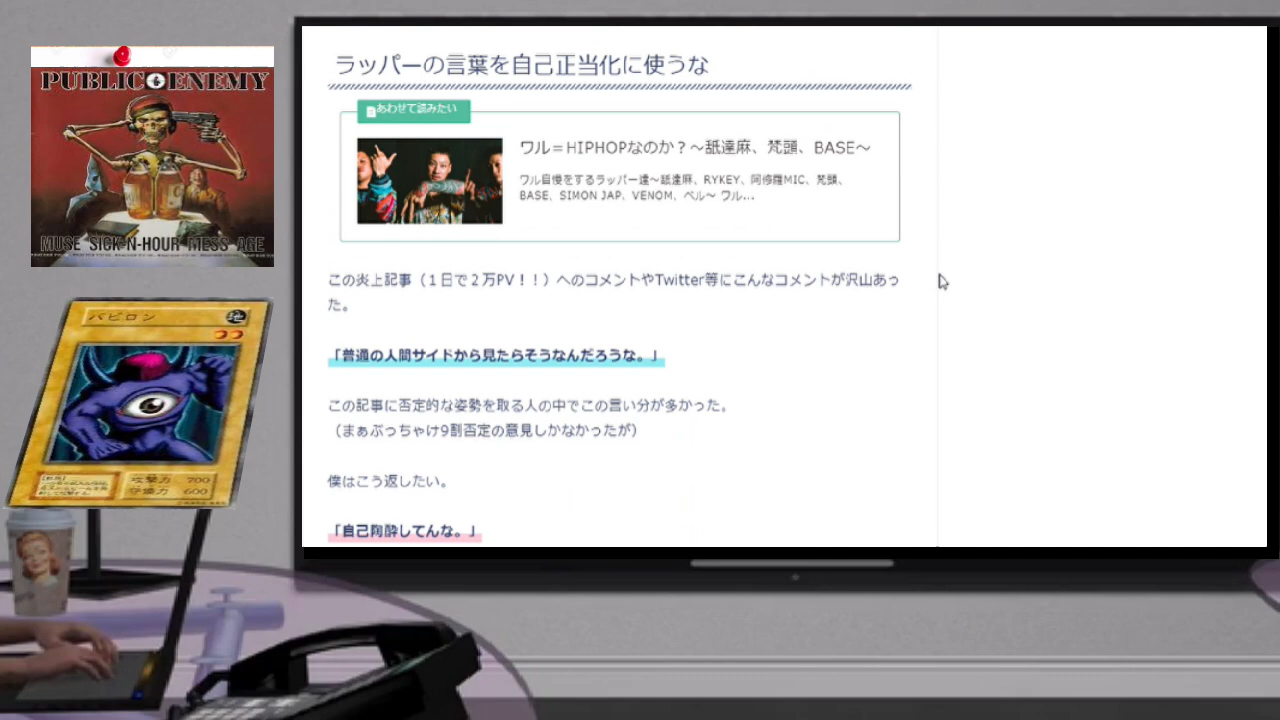 PUBLIC ENEMY
MUSE SICK-N-HOUR MESS AGE
バビロン
地
攻撃力 700
守備力 600
ラッパーの言葉を自己正当化に使うな
あわせて読みたい
ワル＝HIPHOPなのか？〜舐達麻、梵頭、BASE〜
ワル自慢をするラッパー達〜舐達麻、RYKEY、阿修羅MIC、梵頭、
BASE、SIMON JAP、VENOM、ベル〜 ワル...
この炎上記事（１日で２万PV！！）へのコメントやTwitter等にこんなコメントが沢山あっ
た。
「普通の人間サイドから見たらそうなんだろうな。」
この記事に否定的な姿勢を取る人の中でこの言い分が多かった。
（まぁぶっちゃけ9割否定の意見しかなかったが）
僕はこう返したい。
「自己陶酔してんな。」